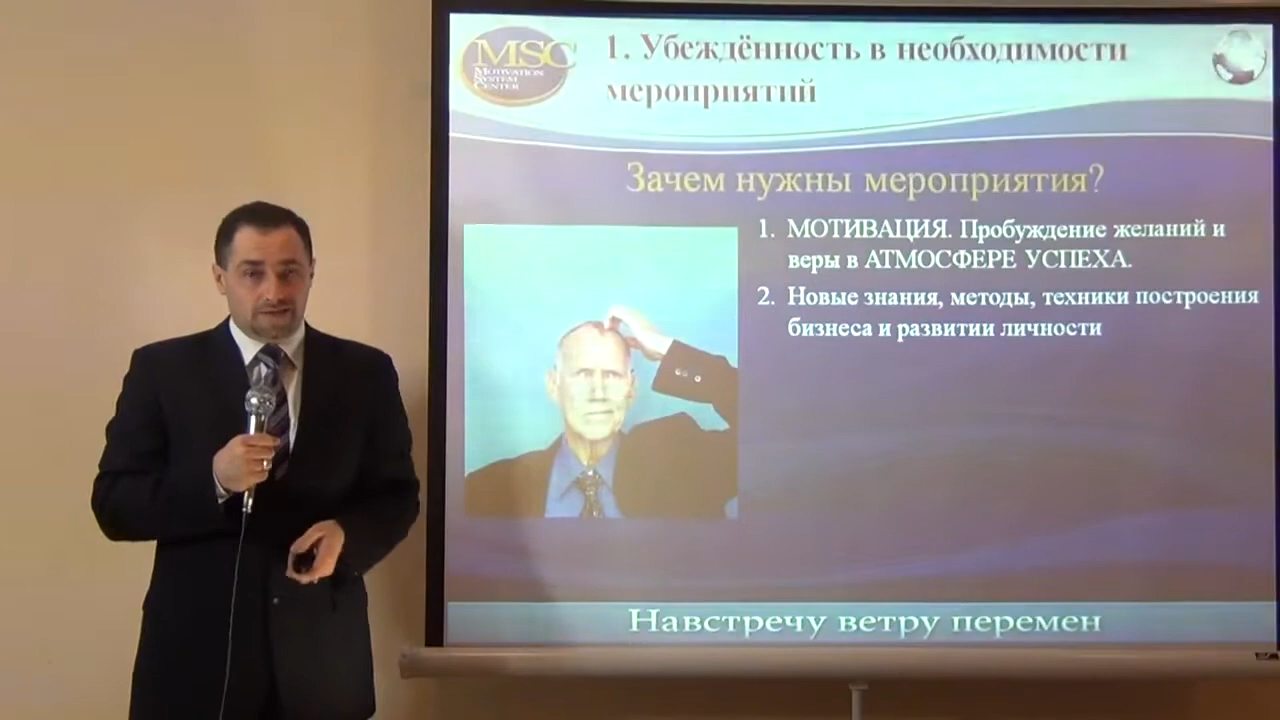 MSC
MOTIVATION
SYSTEM
CENTER
1. Убеждённость в необходимости
мероприятий
Зачем нужны мероприятия?
1. МОТИВАЦИЯ. Пробуждение желаний и
веры в АТМОСФЕРЕ УСПЕХА.
2. Новые знания, методы, техники построения
бизнеса и развитии личности
Навстречу ветру перемен